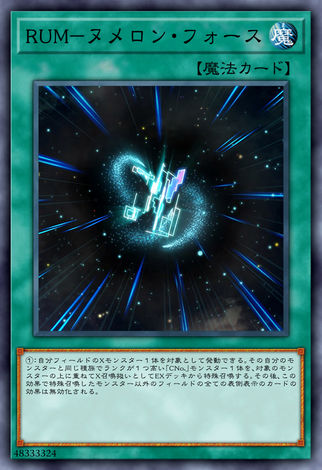 RUM－ヌメロン・フォース
魔
【魔法カード】
①：自分フィールドのXモンスター１体を対象として発動できる。その自分のモ
ンスターと同じ種族でランクが１つ高い「CNo.」モンスター１体を、対象のモン
スターの上に重ねてX召喚扱いとしてEXデッキから特殊召喚する。その後、この
効果で特殊召喚したモンスター以外のフィールドの全ての表側表示のカードの
効果は無効化される。
48333324